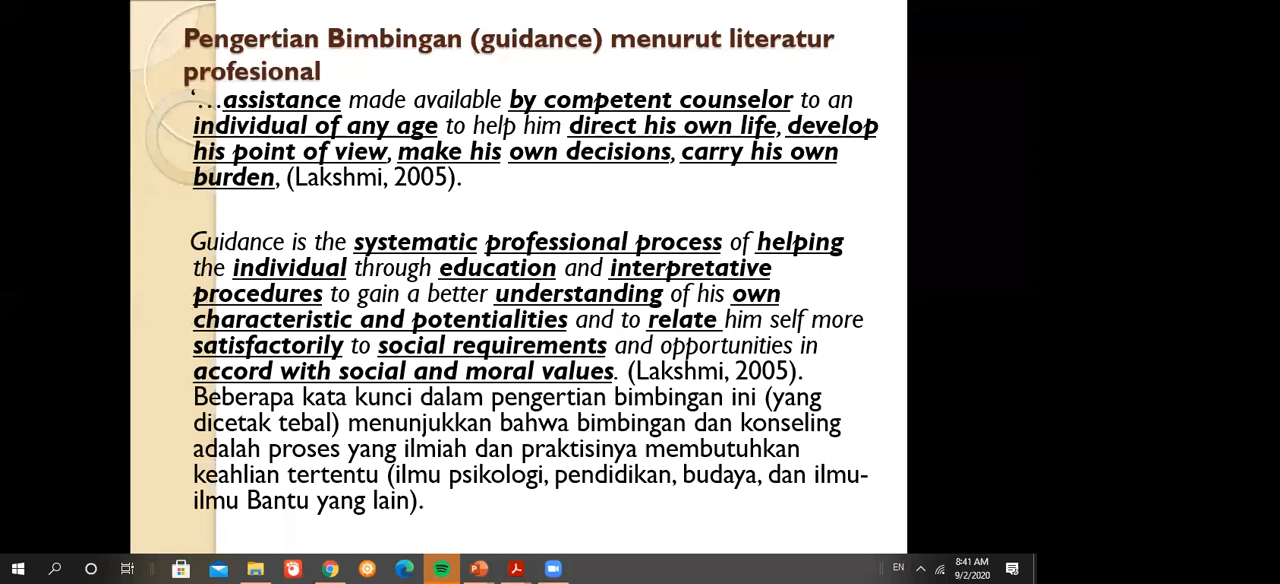 Pengertian Bimbingan (guidance) menurut literatur
profesional
‘…assistance made available by competent counselor to an
individual of any age to help him direct his own life, develop
his point of view, make his own decisions, carry his own
burden, (Lakshmi, 2005).
Guidance is the systematic professional process of helping
the individual through education and interpretative
procedures to gain a better understanding of his own
characteristic and potentialities and to relate him self more
satisfactorily to social requirements and opportunities in
accord with social and moral values. (Lakshmi, 2005).
Beberapa kata kunci dalam pengertian bimbingan ini (yang
dicetak tebal) menunjukkan bahwa bimbingan dan konseling
adalah proses yang ilmiah dan praktisinya membutuhkan
keahlian tertentu (ilmu psikologi, pendidikan, budaya, dan ilmu-
ilmu Bantu yang lain).
EN
8:41 AM
9/2/2020